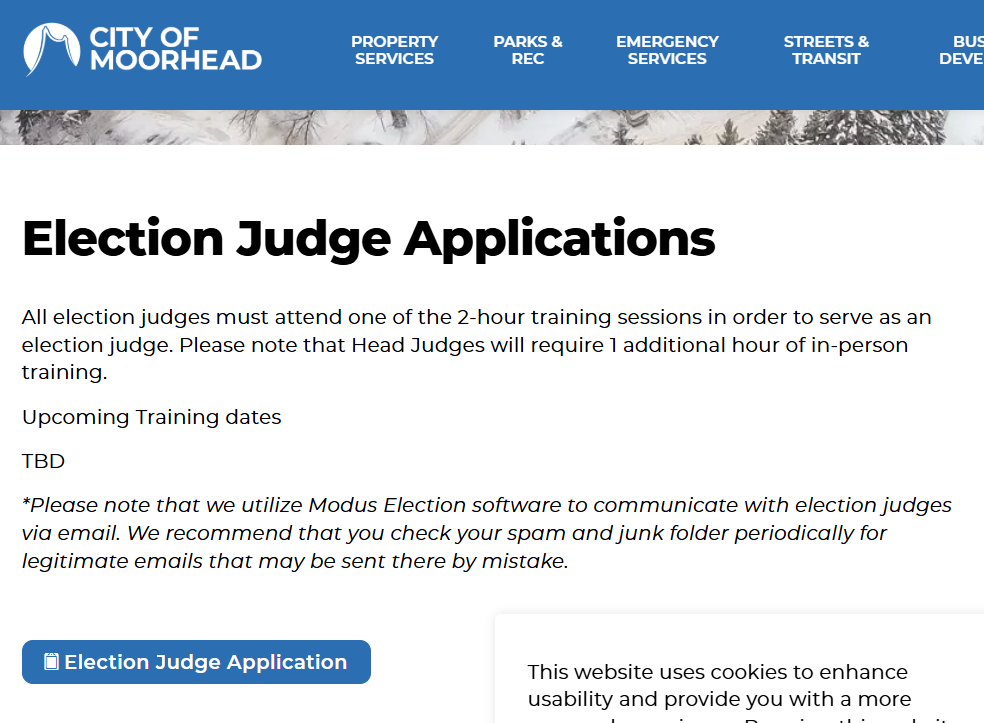 CITY OF
MOORHEAD
PROPERTY
SERVICES
PARKS &
REC
EMERGENCY
SERVICES
STREETS &
TRANSIT
BUS
DEVE
Election Judge Applications
All election judges must attend one of the 2-hour training sessions in order to serve as an
election judge. Please note that Head Judges will require 1 additional hour of in-person
training.
Upcoming Training dates
TBD
*Please note that we utilize Modus Election software to communicate with election judges
via email. We recommend that you check your spam and junk folder periodically for
legitimate emails that may be sent there by mistake.
Election Judge Application
This website uses cookies to enhance
usability and provide you with a more